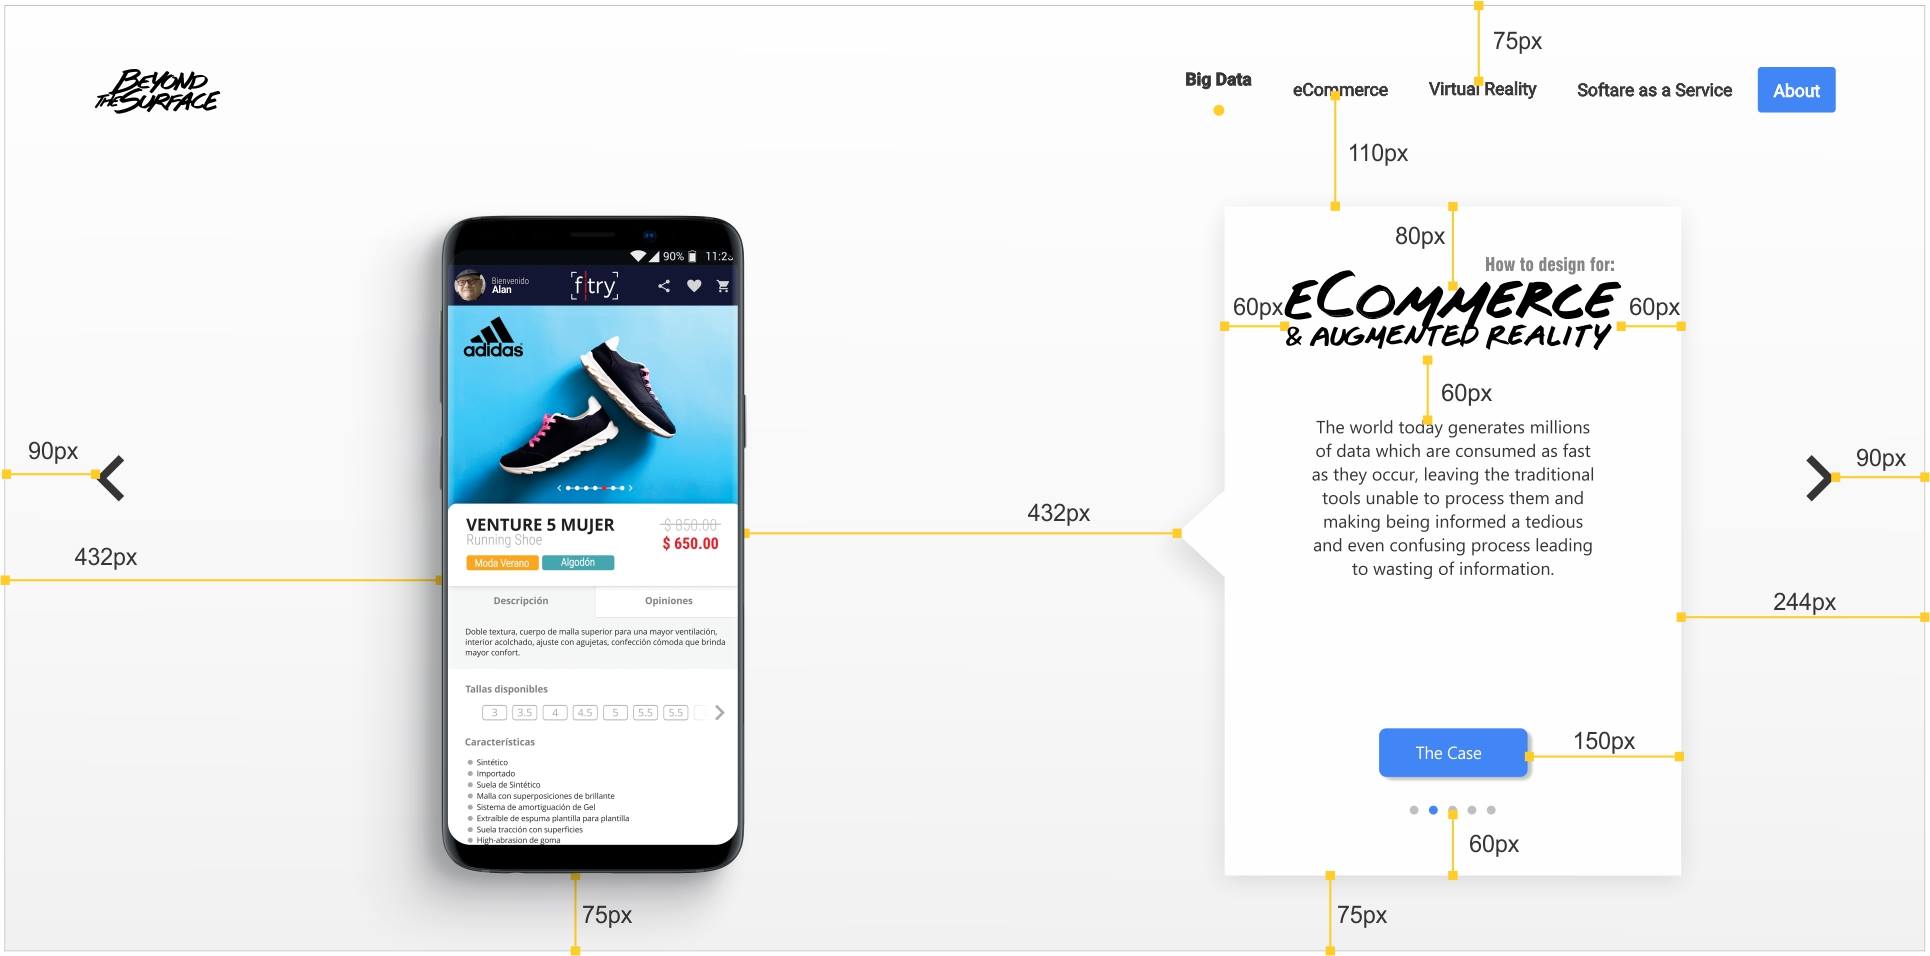 BEYOND
THE SURFACE
Big Data
eCommerce
Virtual Reality
Softare as a Service
About
75px
110px
90%
11:23
Bienvenido
Alan
f|try
adidas
VENTURE 5 MUJER
$ 850.00
Running Shoe
$ 650.00
Moda Verano
Algodón
Descripción
Opiniones
Doble textura, cuerpo de malla superior para una mayor ventilación,
interior acolchado, ajuste con agujetas, confección cómoda que brinda
mayor confort.
Tallas disponibles
3
3.5
4
4.5
5
5.5
5.5
Características
Sintético
Importado
Suela de Sintético
Malla con superposiciones de brillante
Sistema de amortiguación de Gel
Extraíble de espuma plantilla para plantilla
Suela tracción con superficies
High-abrasion de goma
90px
432px
75px
432px
80px
How to design for:
60px
ECOMMERCE
60px
& AUGMENTED REALITY
60px
The world today generates millions
of data which are consumed as fast
as they occur, leaving the traditional
tools unable to process them and
making being informed a tedious
and even confusing process leading
to wasting of information.
90px
244px
The Case
150px
60px
75px